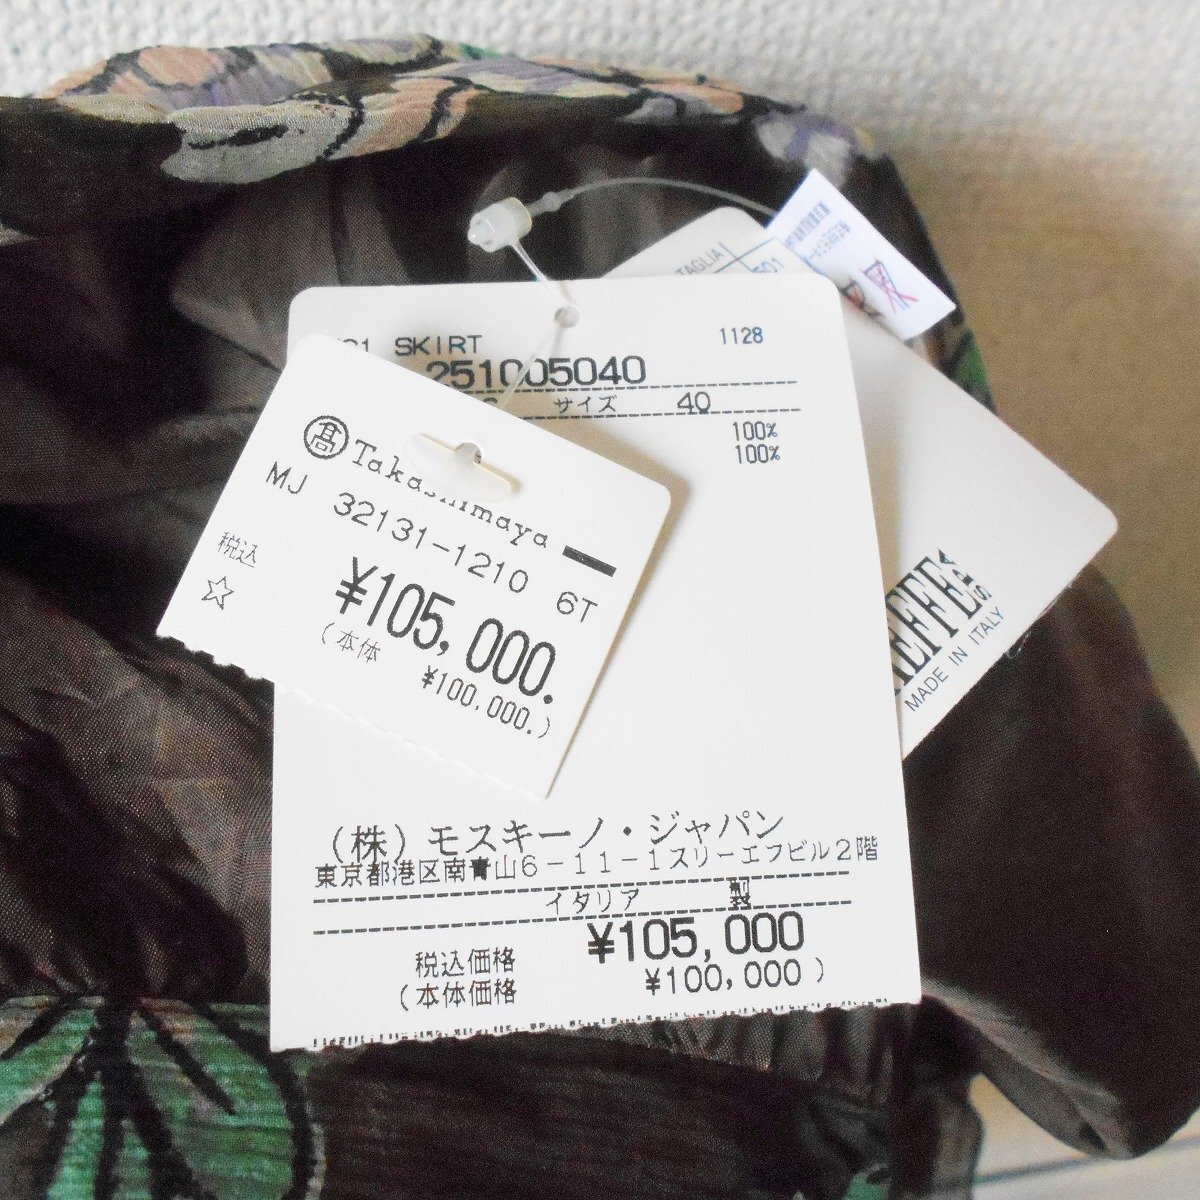 TAGLIA
SKIRT 1128
251005040
サイズ 40
100%
100%
髙 Takashimaya
MJ 32131-1210 6T
税込 ¥105,000.
☆ (本体 ¥100,000.)
MADE IN ITALY
(株)モスキーノ・ジャパン
東京都港区南青山6-11-1スリーエフビル2階
イタリア 製
税込価格 ¥105,000
(本体価格 ¥100,000)